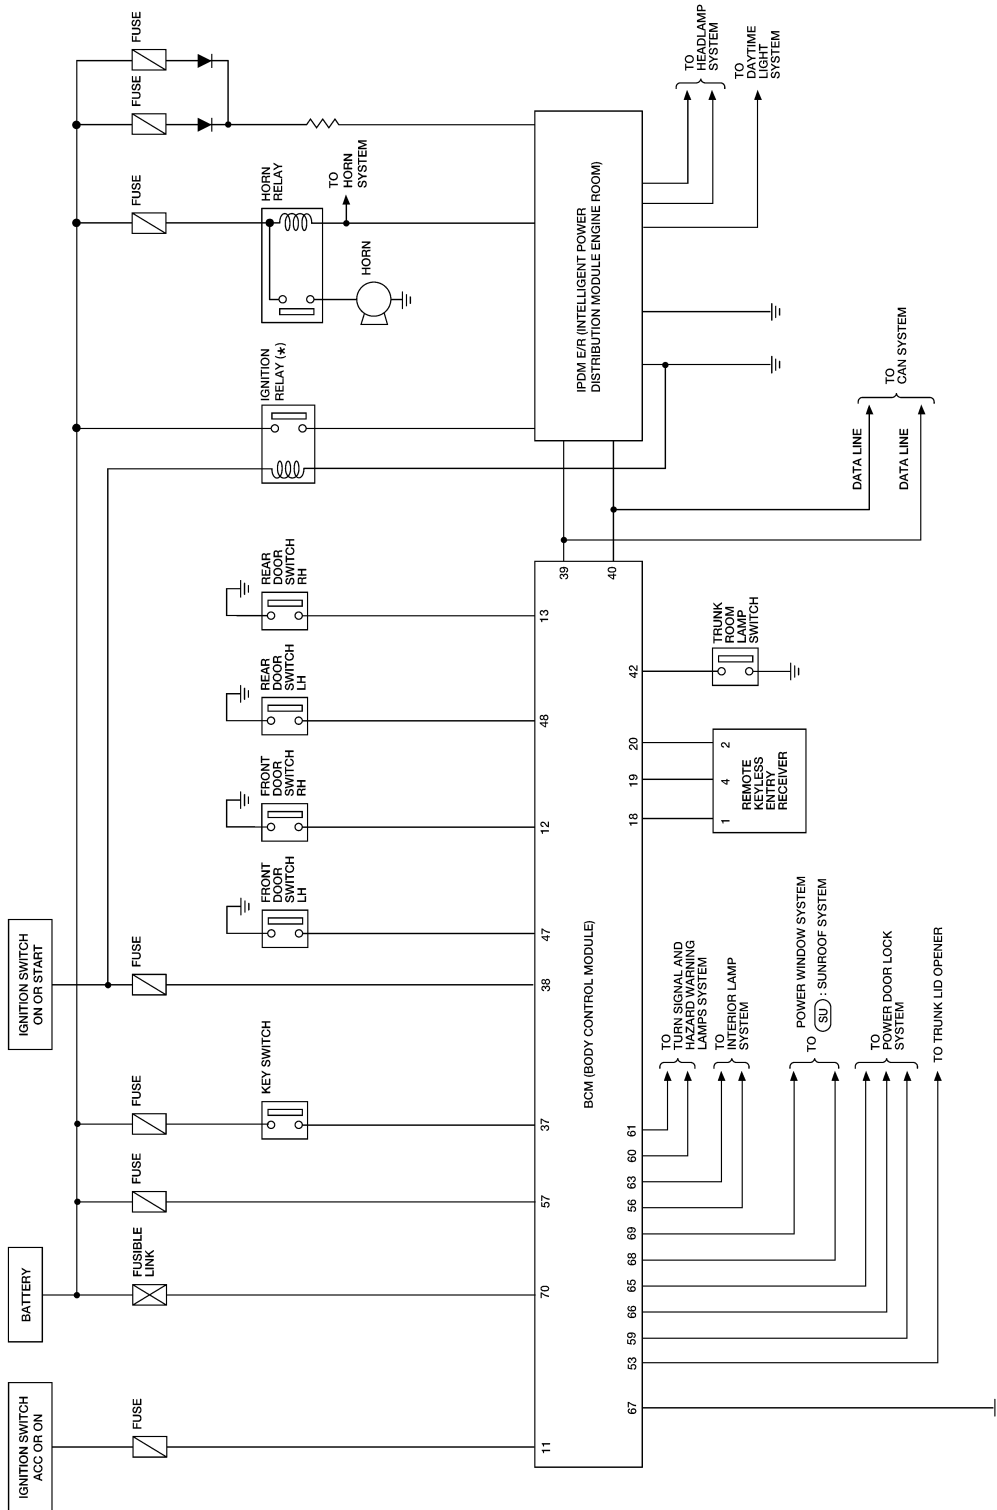 IGNITION SWITCH
ACC OR ON
BATTERY
IGNITION SWITCH
ON OR START
FUSE
FUSIBLE
LINK
FUSE
FUSE
FUSE
FUSE
FUSE
FUSE
KEY SWITCH
FRONT
DOOR
SWITCH
LH
FRONT
DOOR
SWITCH
RH
REAR
DOOR
SWITCH
LH
REAR
DOOR
SWITCH
RH
IGNITION
RELAY (*)
HORN
RELAY
TO
HORN
SYSTEM
HORN
11
70
57
37
38
47
12
48
13
39
40
BCM (BODY CONTROL MODULE)
IPDM E/R (INTELLIGENT POWER
DISTRIBUTION MODULE ENGINE ROOM)
67
53
59
66
65
68
69
56
63
60
61
18
19
20
42
TO
TURN SIGNAL AND
HAZARD WARNING
LAMPS SYSTEM
TO
INTERIOR LAMP
SYSTEM
POWER WINDOW SYSTEM
TO
SU : SUNROOF SYSTEM
TO
POWER DOOR LOCK
SYSTEM
TO TRUNK LID OPENER
1
4
2
REMOTE
KEYLESS
ENTRY
RECEIVER
TRUNK
ROOM
LAMP
SWITCH
DATA LINE
DATA LINE
TO
CAN SYSTEM
TO
HEADLAMP
SYSTEM
TO
DAYTIME
LIGHT
SYSTEM